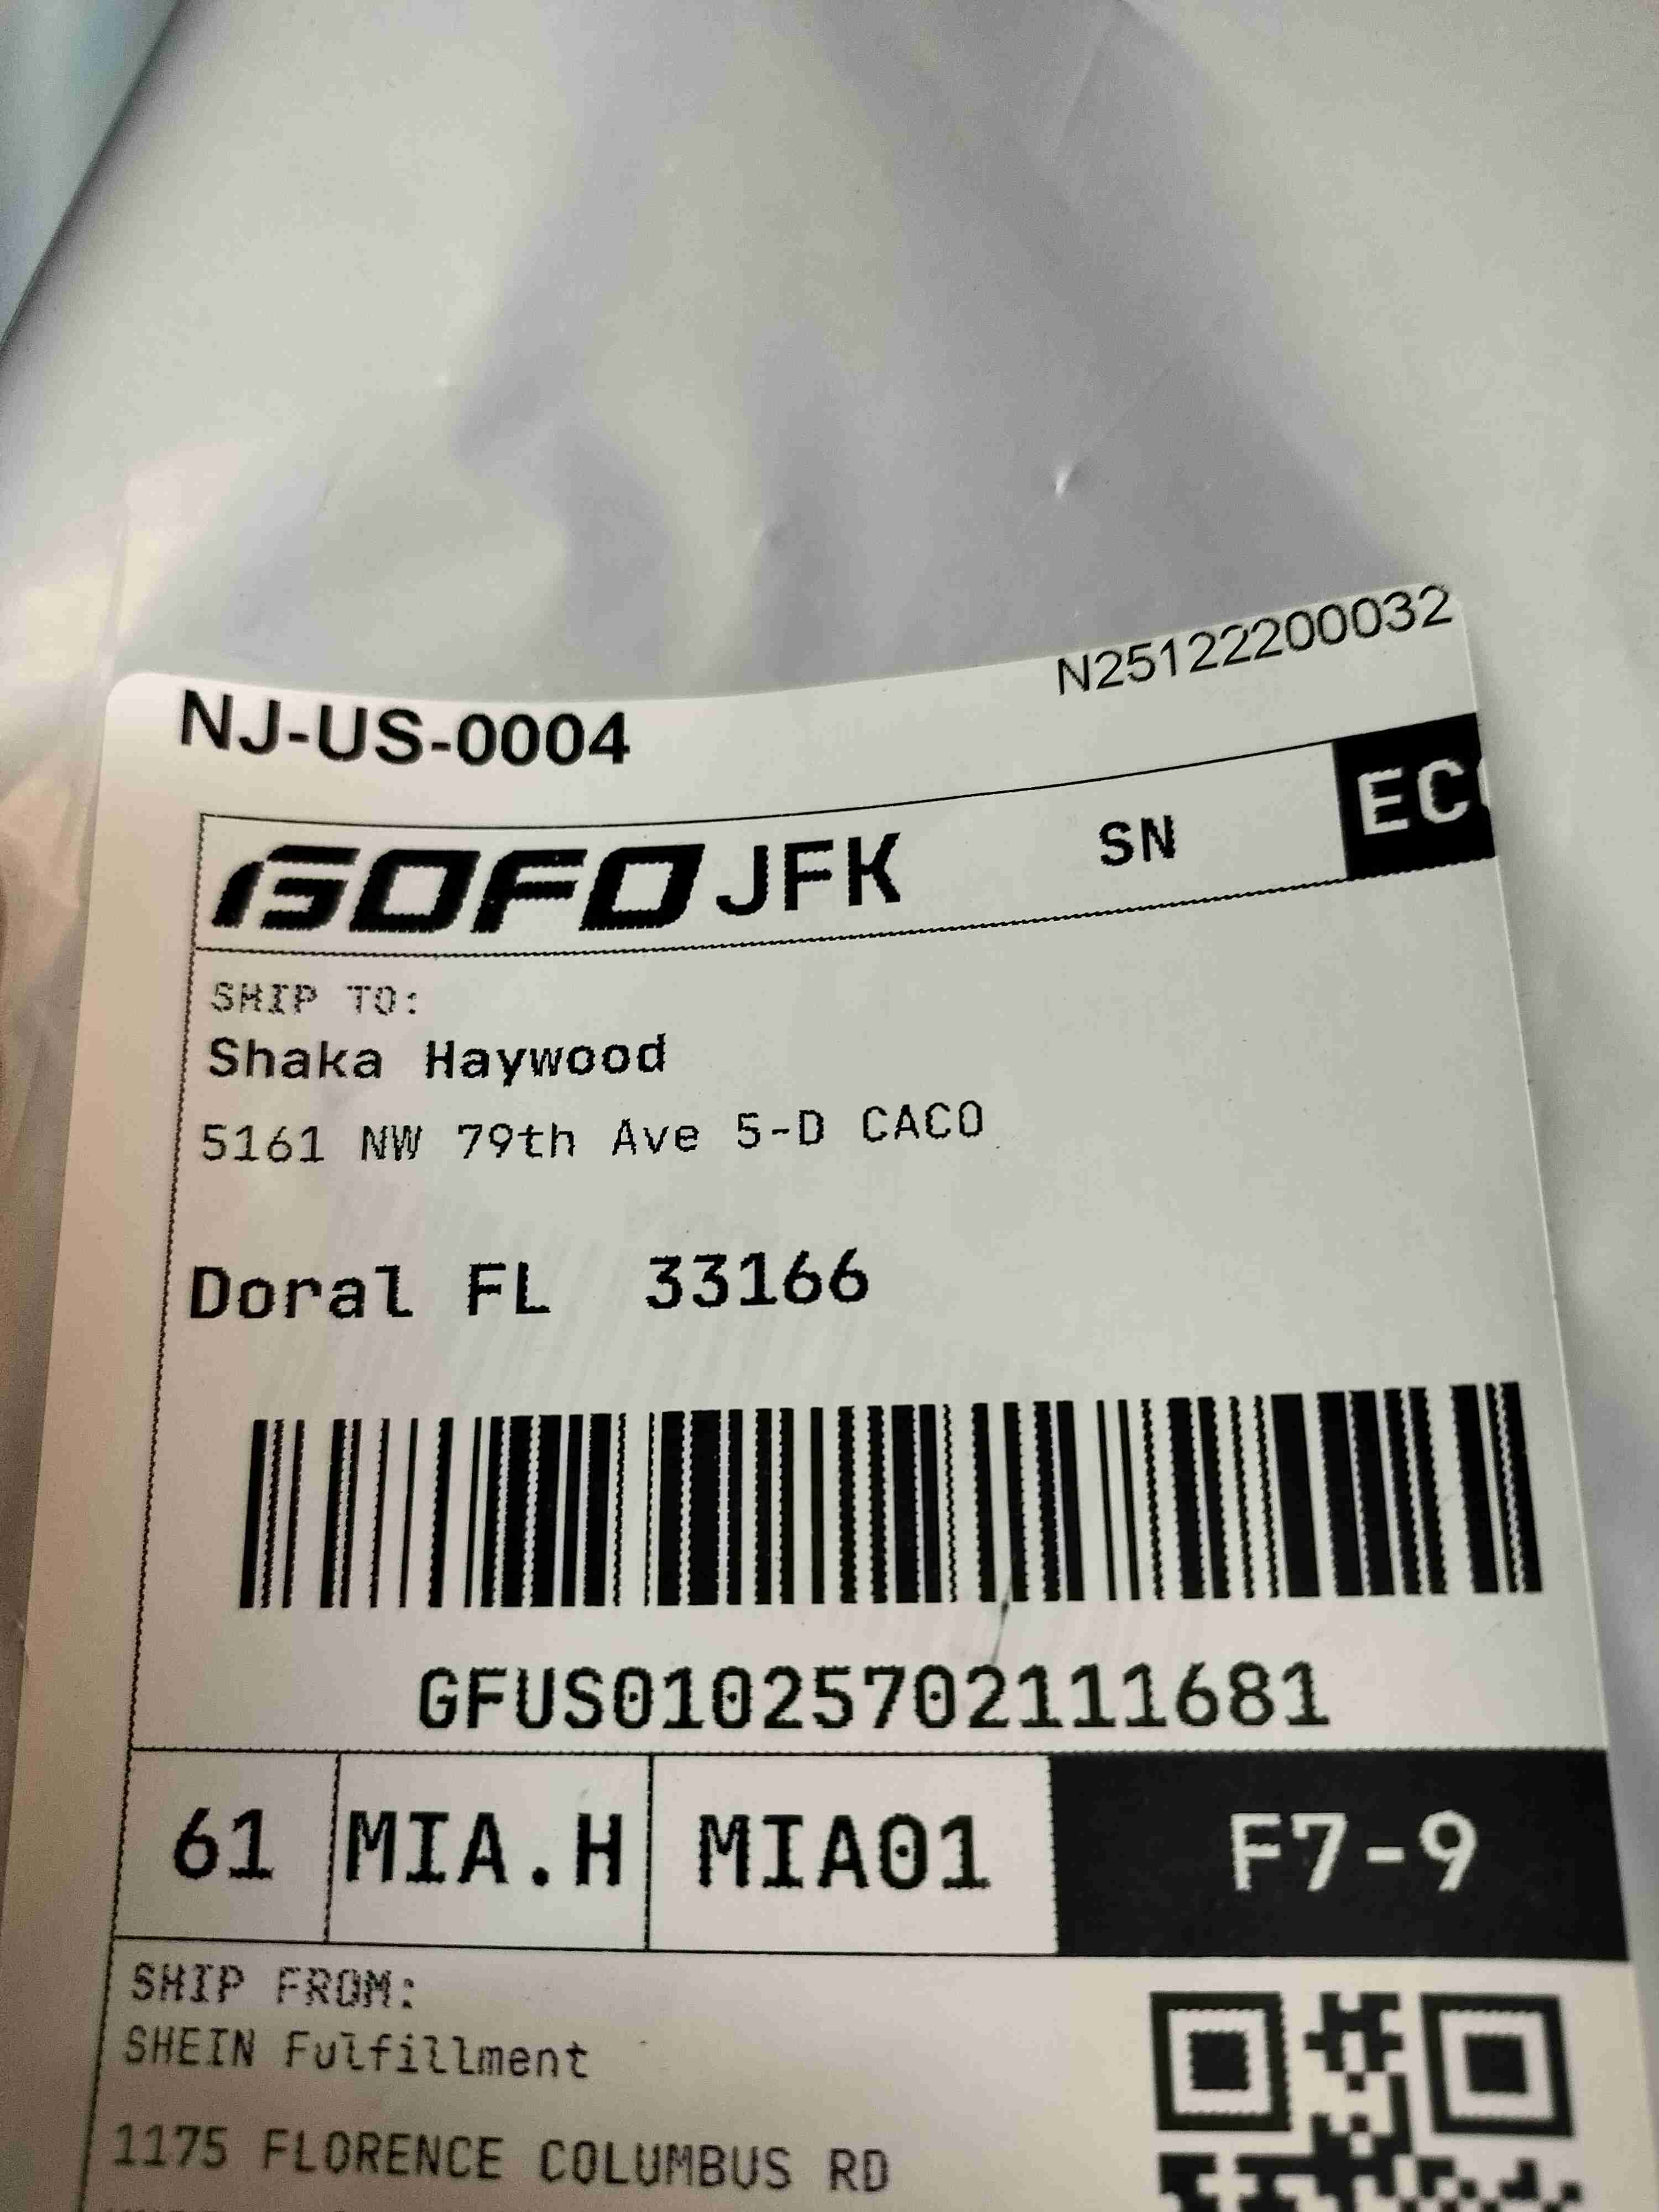 N25122200032
NJ-US-0004
GOFO JFK SN EC
SHIP TO:
Shaka Haywood
5161 NW 79th Ave 5-D CACO
Doral FL 33166
GFUS01025702111681
61 MIA.H MIA01 F7-9
SHIP FROM:
SHEIN Fulfillment
1175 FLORENCE COLUMBUS RD